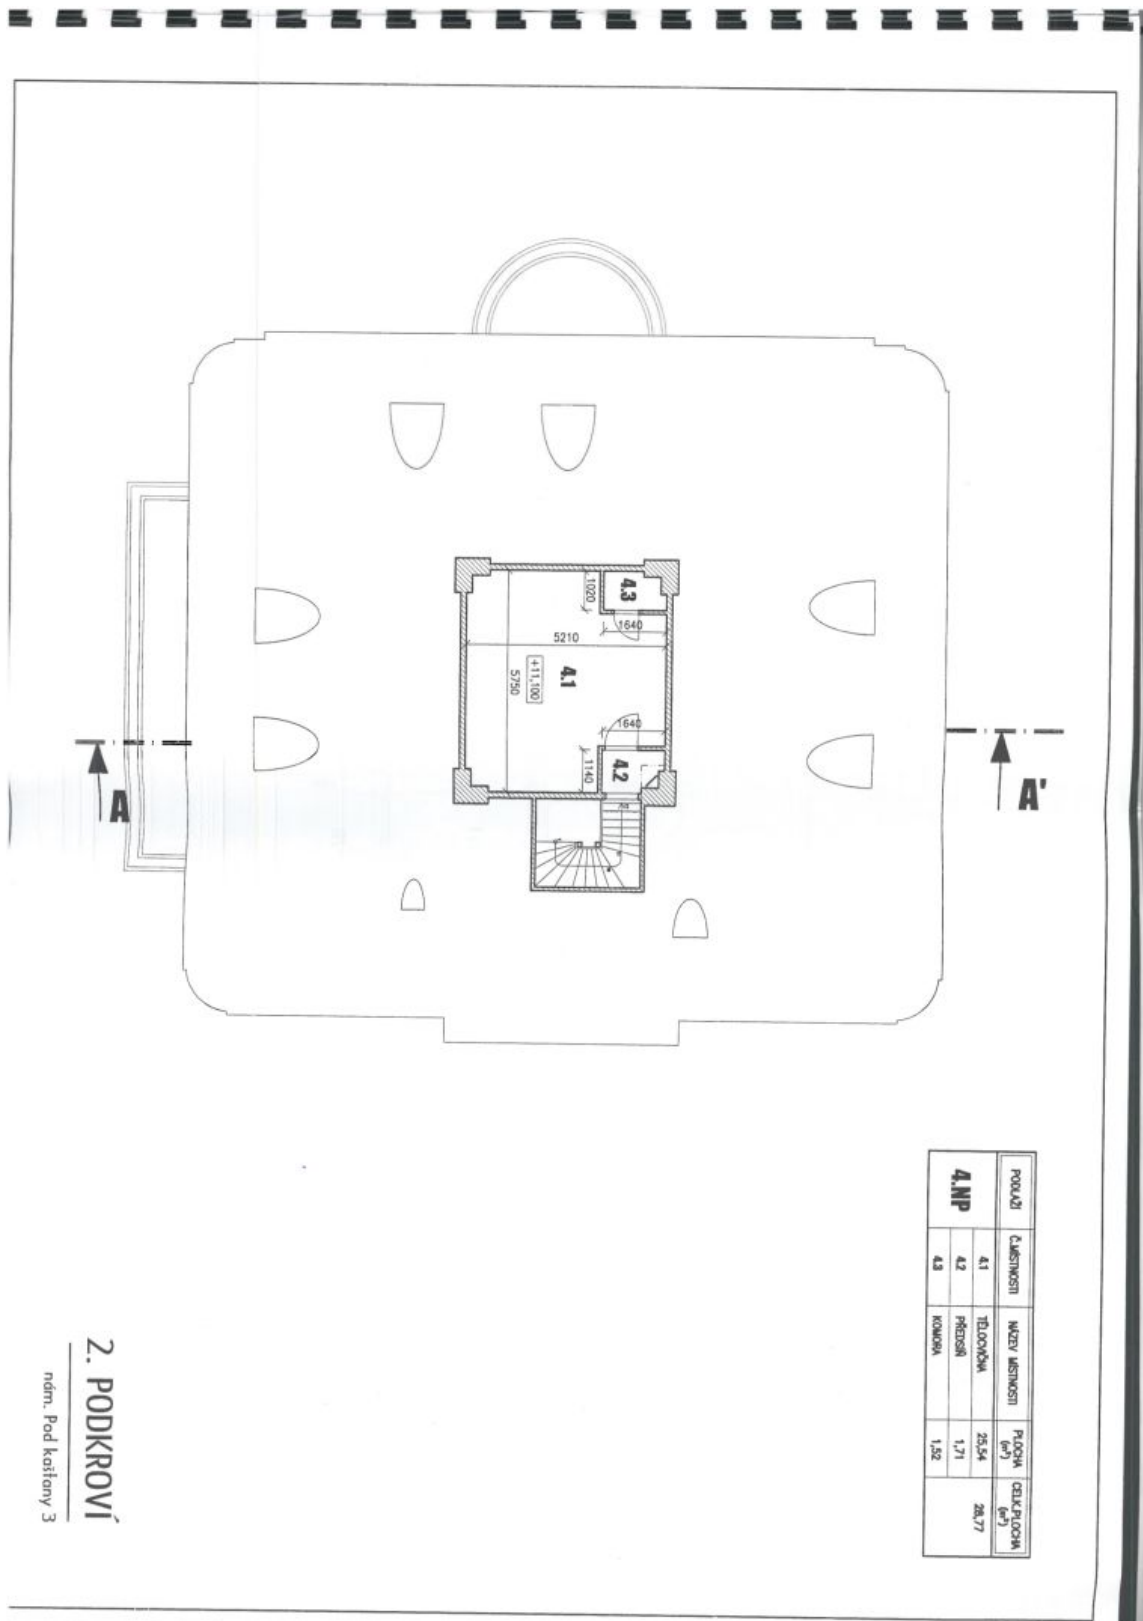 4.3
1020
1640
5210
4.1
+11,100
5750
1640
4.2
1140
A
A'
PODLAŽÍ Č.MÍSTNOSTI NÁZEV MÍSTNOSTI PLOCHA (m²) CELK.PLOCHA (m²)
4.NP
4.1 TĚLOCVIČNA 25,54 28,77
4.2 PŘEDSÍŇ 1,71
4.3 KOMORA 1,52
2. PODKROVÍ
nám. Pod kaštany 3